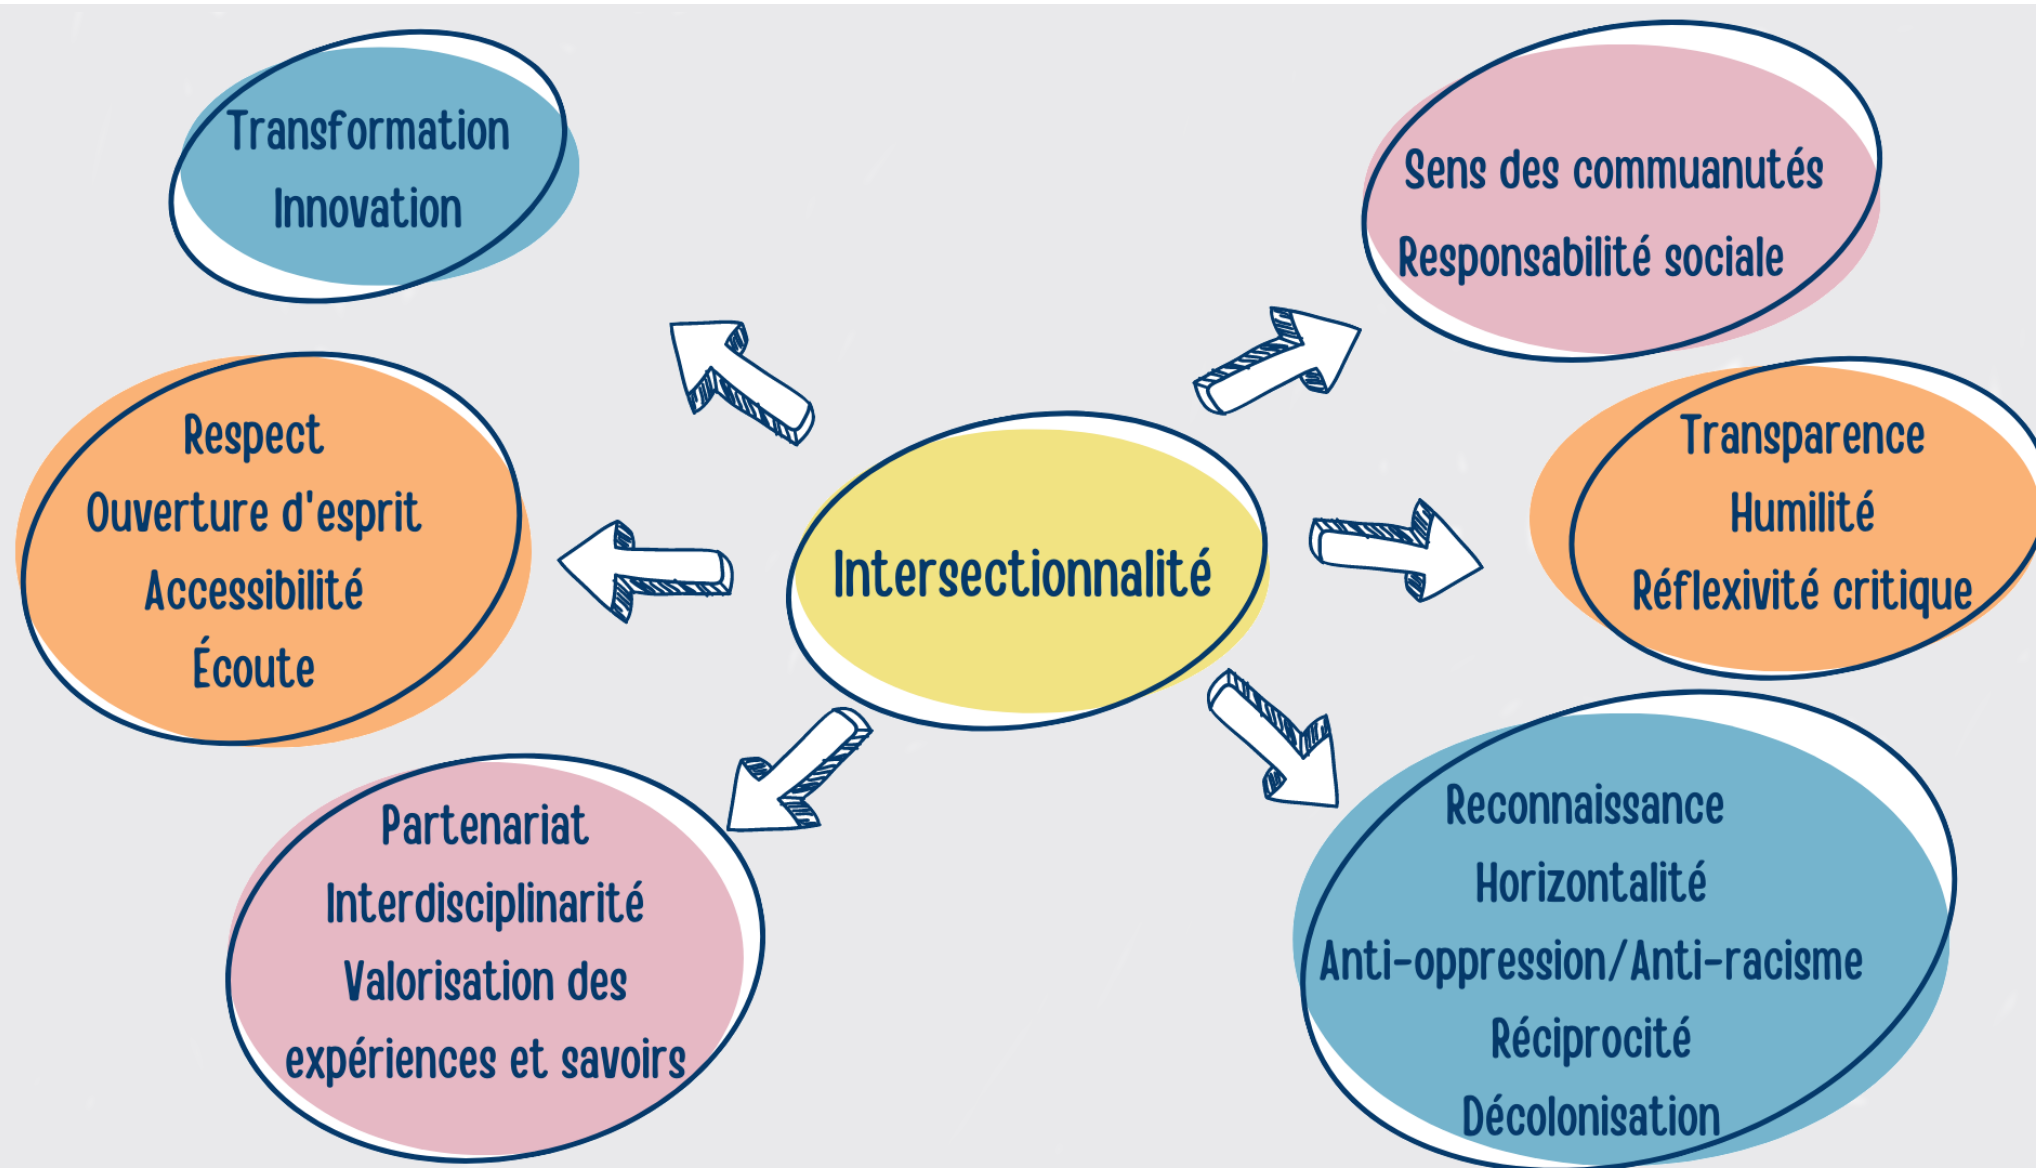 Transformation
Innovation
Sens des commuanutés
Responsabilité sociale
Respect
Ouverture d'esprit
Accessibilité
Écoute
Intersectionnalité
Transparence
Humilité
Réflexivité critique
Partenariat
Interdisciplinarité
Valorisation des
expériences et savoirs
Reconnaissance
Horizontalité
Anti-oppression/Anti-racisme
Réciprocité
Décolonisation